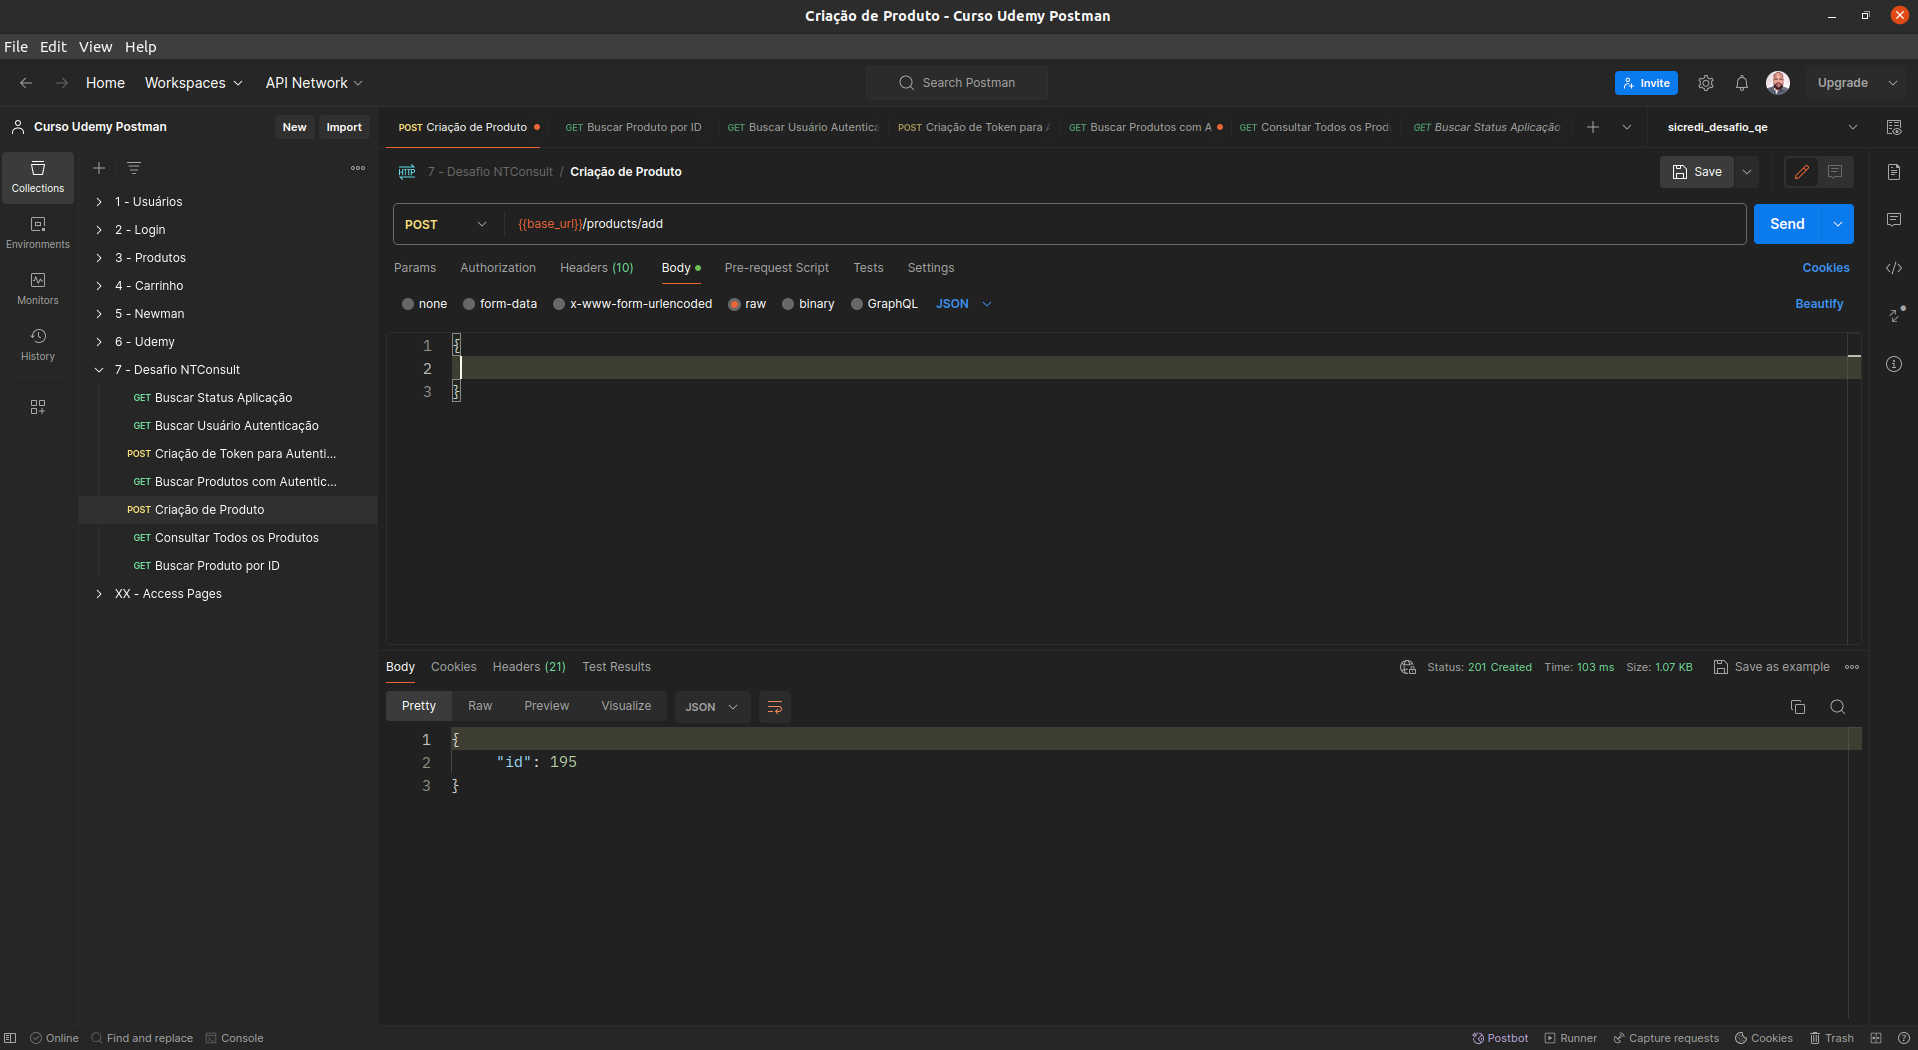 Criação de Produto - Curso Udemy Postman
File Edit View Help
Home Workspaces API Network Search Postman Invite Upgrade
Curso Udemy Postman New Import
POST Criação de Produto GET Buscar Produto por ID GET Buscar Usuário Autentica POST Criação de Token para GET Buscar Produtos com A GET Consultar Todos os Prod GET Buscar Status Aplicação sicredi_desafio_qe
Collections
Environments
Monitors
History
1 - Usuários
2 - Login
3 - Produtos
4 - Carrinho
5 - Newman
6 - Udemy
7 - Desafio NTConsult
GET Buscar Status Aplicação
GET Buscar Usuário Autenticação
POST Criação de Token para Autenti...
GET Buscar Produtos com Autentic...
POST Criação de Produto
GET Consultar Todos os Produtos
GET Buscar Produto por ID
XX - Access Pages
HTTP 7 - Desafio NTConsult / Criação de Produto Save
POST {{base_url}}/products/add Send
Params Authorization Headers (10) Body Pre-request Script Tests Settings Cookies
none form-data x-www-form-urlencoded raw binary GraphQL JSON Beautify
1 {
2
3 }
Body Cookies Headers (21) Test Results Status: 201 Created Time: 103 ms Size: 1.07 KB Save as example
Pretty Raw Preview Visualize JSON
1 {
2 "id": 195
3 }
Online Find and replace Console Postbot Runner Capture requests Cookies Trash